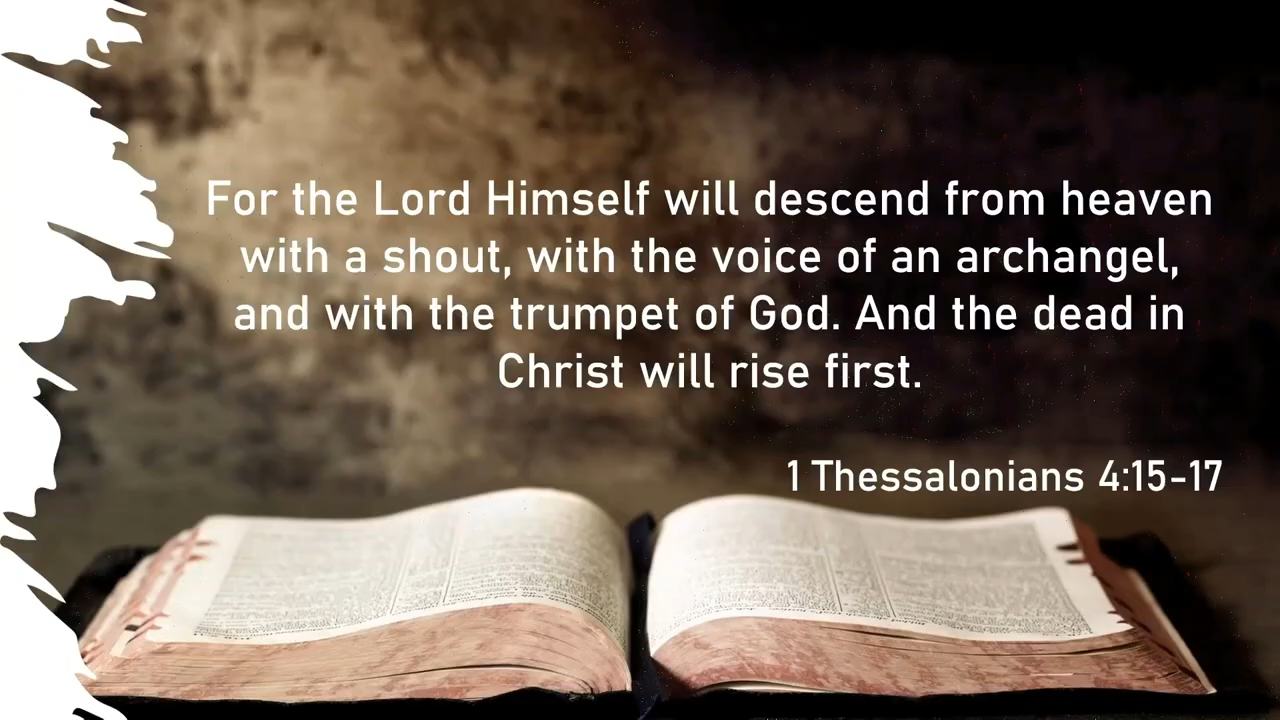 For the Lord Himself will descend from heaven
with a shout, with the voice of an archangel,
and with the trumpet of God. And the dead in
Christ will rise first.
1 Thessalonians 4:15-17